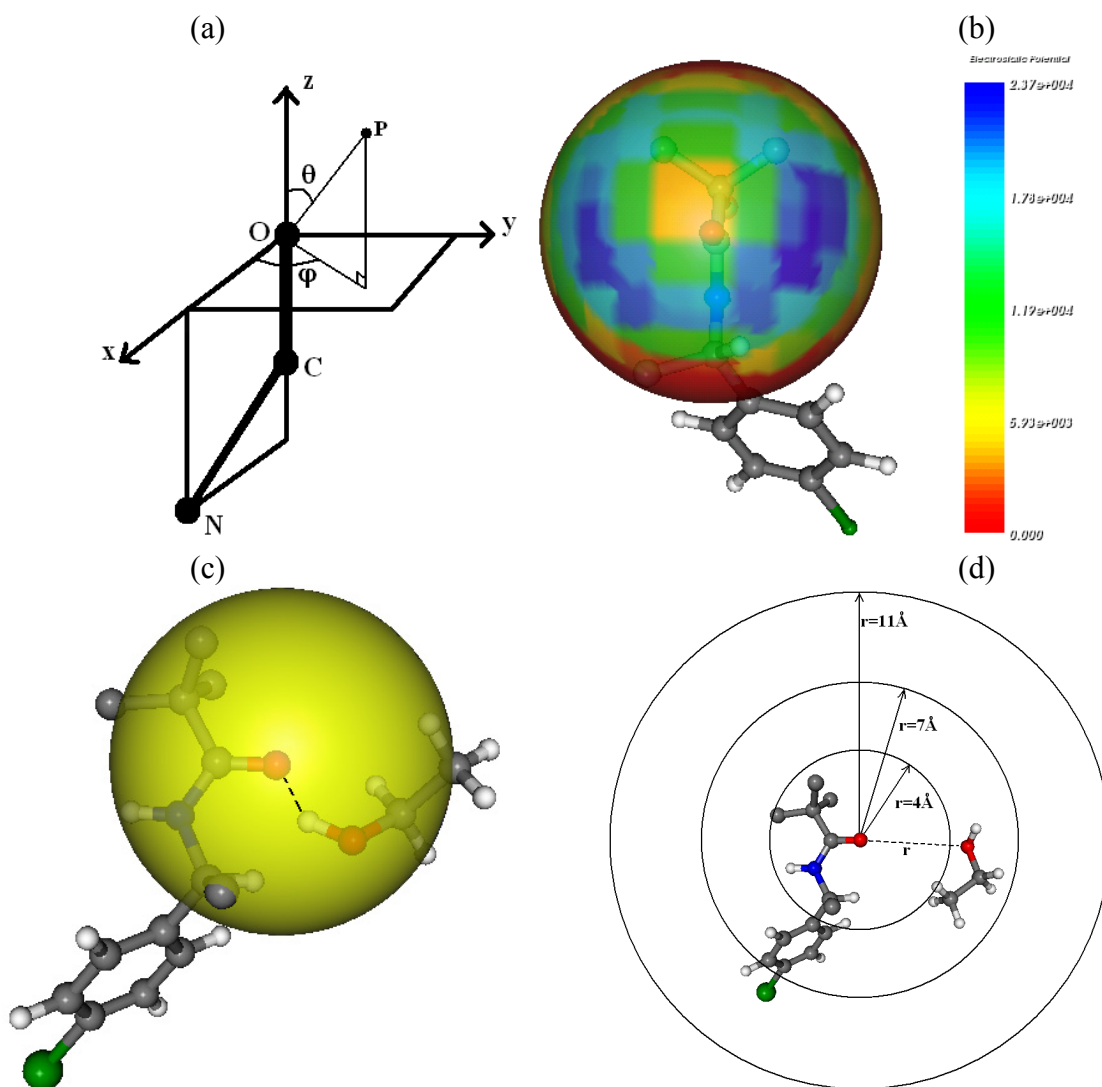 (a)
z
P
θ
O
y
φ
x
C
N
(b)
Electrostatic Potential
2.37e+004
1.78e+004
1.19e+004
5.93e+003
0.000
(c)
(d)
r=11Å
r=7Å
r=4Å
r